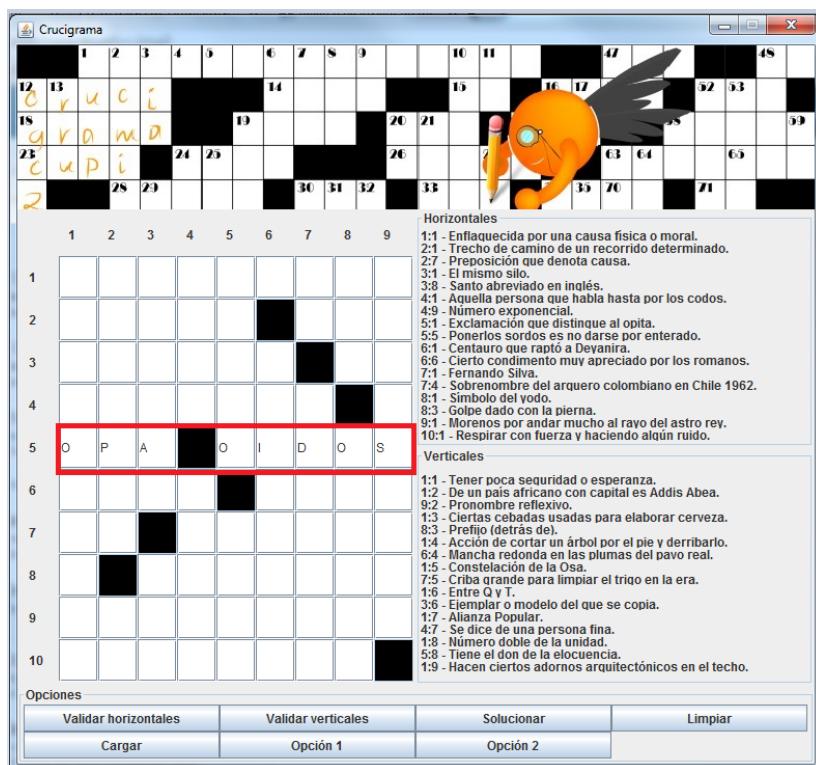 Crucigrama
1 2 3 4 5 6 7 8 9 10 11 47 48
12 13 14 15 16 17 52 53
c r u c i
18 19 20 21 58 59
g r a m a
23 24 25 26 63 64 65
c u p i
28 29 30 31 32 33 35 70 71
2
1 2 3 4 5 6 7 8 9
1
2
3
4
5 O P A O I D O S
6
7
8
9
10
Horizontales
1:1 - Enflaquecida por una causa física o moral.
2:1 - Trecho de camino de un recorrido determinado.
2:7 - Preposición que denota causa.
3:1 - El mismo silo.
3:8 - Santo abreviado en inglés.
4:1 - Aquella persona que habla hasta por los codos.
4:9 - Número exponencial.
5:1 - Exclamación que distingue al opita.
5:5 - Ponerlos sordos es no darse por enterado.
6:1 - Centauro que raptó a Deyanira.
6:6 - Cierto condimento muy apreciado por los romanos.
7:1 - Fernando Silva.
7:4 - Sobrenombre del arquero colombiano en Chile 1962.
8:1 - Símbolo del yodo.
8:3 - Golpe dado con la pierna.
9:1 - Morenos por andar mucho al rayo del astro rey.
10:1 - Respirar con fuerza y haciendo algún ruido.
Verticales
1:1 - Tener poca seguridad o esperanza.
1:2 - De un país africano con capital es Addis Abea.
9:2 - Pronombre reflexivo.
1:3 - Ciertas cebadas usadas para elaborar cerveza.
8:3 - Prefijo (detrás de).
1:4 - Acción de cortar un árbol por el pie y derribarlo.
6:4 - Mancha redonda en las plumas del pavo real.
1:5 - Constelación de la Osa.
7:5 - Criba grande para limpiar el trigo en la era.
1:6 - Entre Q y T.
3:6 - Ejemplar o modelo del que se copia.
1:7 - Alianza Popular.
4:7 - Se dice de una persona fina.
1:8 - Número doble de la unidad.
5:8 - Tiene el don de la elocuencia.
1:9 - Hacen ciertos adornos arquitectónicos en el techo.
Opciones
Validar horizontales Validar verticales Solucionar Limpiar
Cargar Opción 1 Opción 2